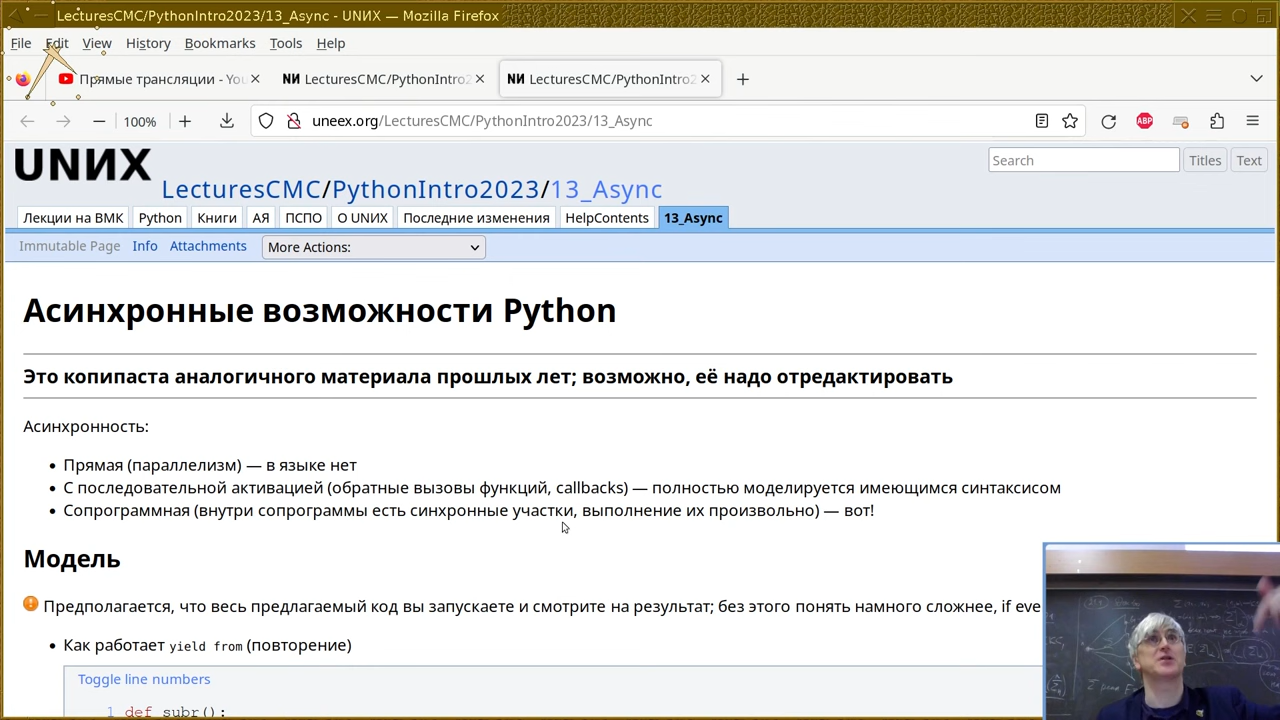 LecturesCMC/PythonIntro2023/13_Async - UNИX — Mozilla Firefox
File Edit View History Bookmarks Tools Help
Прямые трансляции - You LecturesCMC/PythonIntro2 LecturesCMC/PythonIntro2
100% uneex.org/LecturesCMC/PythonIntro2023/13_Async ABP
UNИX LecturesCMC/PythonIntro2023/13_Async Search Titles Text
Лекции на ВМК Python Книги АЯ ПСПО О UNIX Последние изменения HelpContents 13_Async
Immutable Page Info Attachments More Actions:
Асинхронные возможности Python
Это копипаста аналогичного материала прошлых лет; возможно, её надо отредактировать
Асинхронность:
• Прямая (параллелизм) — в языке нет
• С последовательной активацией (обратные вызовы функций, callbacks) — полностью моделируется имеющимся синтаксисом
• Сопрограммная (внутри сопрограммы есть синхронные участки, выполнение их произвольно) — вот!
Модель
Предполагается, что весь предлагаемый код вы запускаете и смотрите на результат; без этого понять намного сложнее, if eve
• Как работает yield from (повторение)
Toggle line numbers
1 def subr():